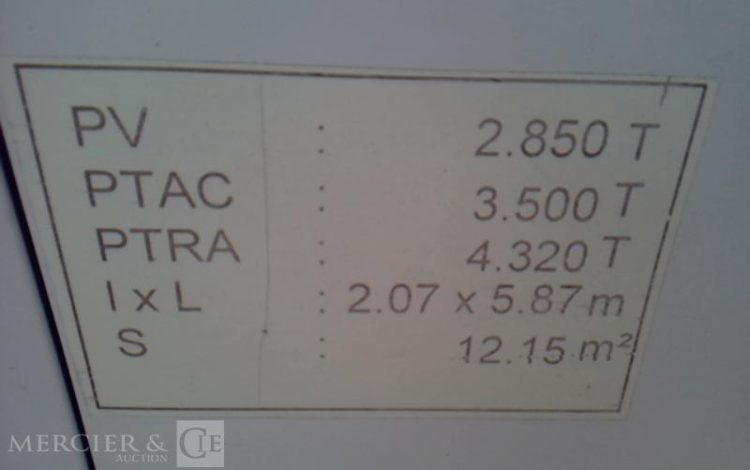 PV : 2.850 T
PTAC : 3.500 T
PTRA : 4.320 T
l x L : 2.07 x 5.87 m
S : 12.15 m²
MERCIER & CIE
AUCTION